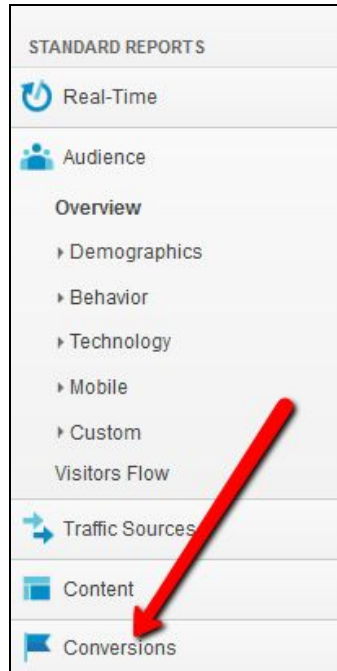 STANDARD REPORTS
Real-Time
Audience
Overview
Demographics
Behavior
Technology
Mobile
Custom
Visitors Flow
Traffic Sources
Content
Conversions